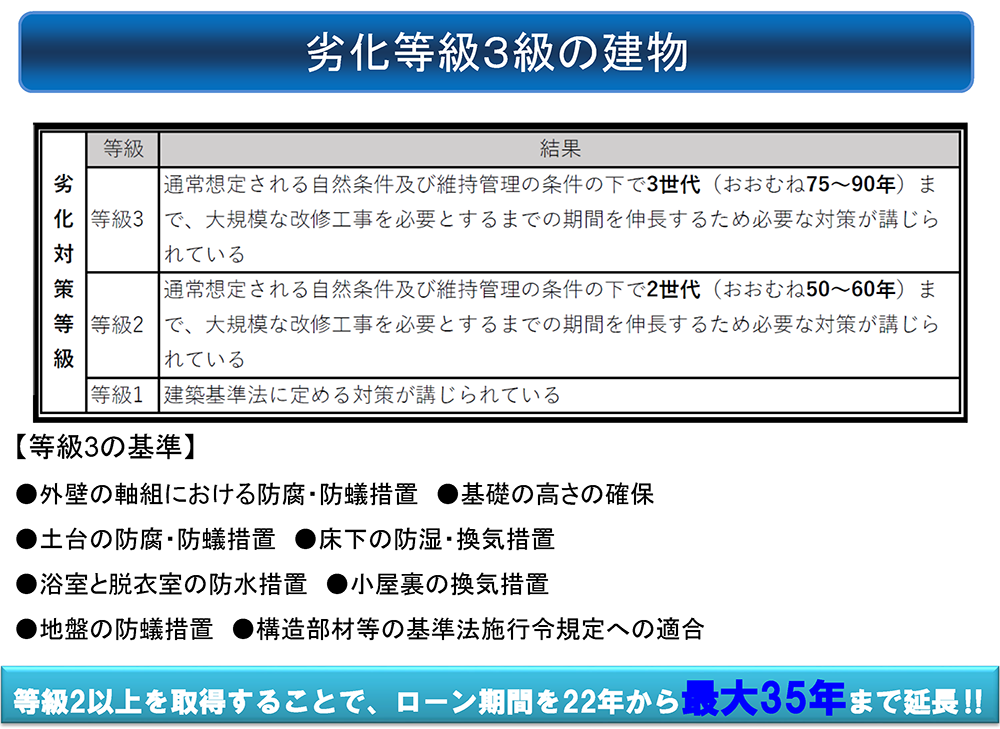 劣化等級３級の建物
劣化対策等級
等級 結果
等級3
通常想定される自然条件及び維持管理の条件の下で3世代（おおむね75～90年）ま
で、大規模な改修工事を必要とするまでの期間を伸長するため必要な対策が講じら
れている
等級2
通常想定される自然条件及び維持管理の条件の下で2世代（おおむね50～60年）ま
で、大規模な改修工事を必要とするまでの期間を伸長するため必要な対策が講じら
れている
等級1 建築基準法に定める対策が講じられている
【等級3の基準】
●外壁の軸組における防腐・防蟻措置　●基礎の高さの確保
●土台の防腐・防蟻措置　●床下の防湿・換気措置
●浴室と脱衣室の防水措置　●小屋裏の換気措置
●地盤の防蟻措置　●構造部材等の基準法施行令規定への適合
等級2以上を取得することで、ローン期間を22年から最大35年まで延長!!